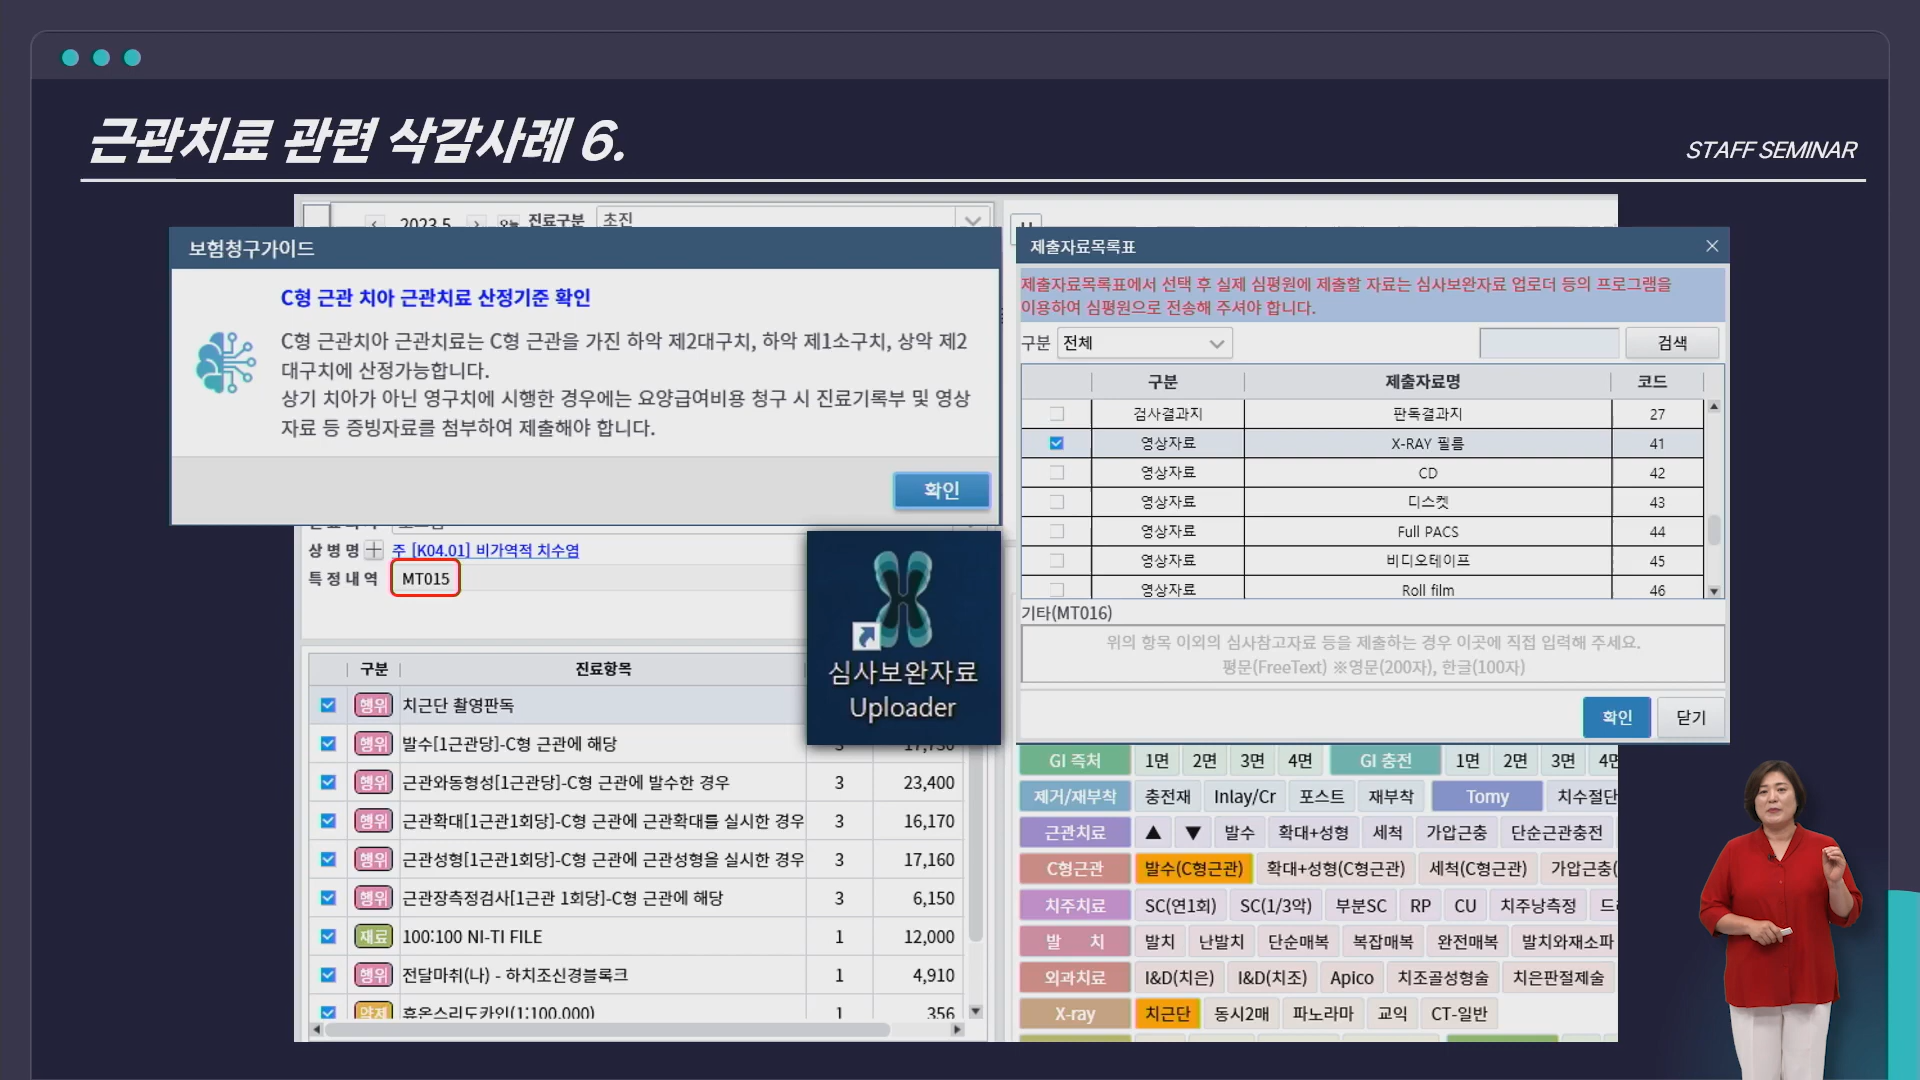 근관치료 관련 삭감사례 6.
STAFF SEMINAR
2023.5 오늘 진료구분 초진
보험청구가이드
C형 근관 치아 근관치료 산정기준 확인
C형 근관치아 근관치료는 C형 근관을 가진 하악 제2대구치, 하악 제1소구치, 상악 제2
대구치에 산정가능합니다.
상기 치아가 아닌 영구치에 시행한 경우에는 요양급여비용 청구 시 진료기록부 및 영상
자료 등 증빙자료를 첨부하여 제출해야 합니다.
확인
상 병 명 주 [K04.01] 비가역적 치수염
특 정 내 역 MT015
심사보완자료
Uploader
구분 진료항목
행위 치근단 촬영판독
행위 발수[1근관당]-C형 근관에 해당
행위 근관와동형성[1근관당]-C형 근관에 발수한 경우 3 23,400
행위 근관확대[1근관1회당]-C형 근관에 근관확대를 실시한 경우 3 16,170
행위 근관성형[1근관1회당]-C형 근관에 근관성형을 실시한 경우 3 17,160
행위 근관장측정검사[1근관 1회당]-C형 근관에 해당 3 6,150
재료 100:100 NI-TI FILE 1 12,000
행위 전달마취(나) - 하치조신경블록크 1 4,910
약제 휴온스리도카인(1:100,000) 1 356
제출자료목록표
제출자료목록표에서 선택 후 실제 심평원에 제출할 자료는 심사보완자료 업로더 등의 프로그램을
이용하여 심평원으로 전송해 주셔야 합니다.
구분 전체 검색
구분 제출자료명 코드
검사결과지 판독결과지 27
영상자료 X-RAY 필름 41
영상자료 CD 42
영상자료 디스켓 43
영상자료 Full PACS 44
영상자료 비디오테이프 45
영상자료 Roll film 46
기타(MT016)
위의 항목 이외의 심사참고자료 등을 제출하는 경우 이곳에 직접 입력해 주세요.
평문(FreeText) ※영문(200자), 한글(100자)
확인 닫기
GI 즉처 1면 2면 3면 4면 GI 충전 1면 2면 3면 4면
제거/재부착 충전재 Inlay/Cr 포스트 재부착 Tomy 치수절단
근관치료 ▲ ▼ 발수 확대+성형 세척 가압근충 단순근관충전
C형근관 발수(C형근관) 확대+성형(C형근관) 세척(C형근관) 가압근충(
치주치료 SC(연1회) SC(1/3악) 부분SC RP CU 치주낭측정
발 치 발치 난발치 단순매복 복잡매복 완전매복 발치와재소파
외과치료 I&D(치은) I&D(치조) Apico 치조골성형술 치은판절제술
X-ray 치근단 동시2매 파노라마 교익 CT-일반